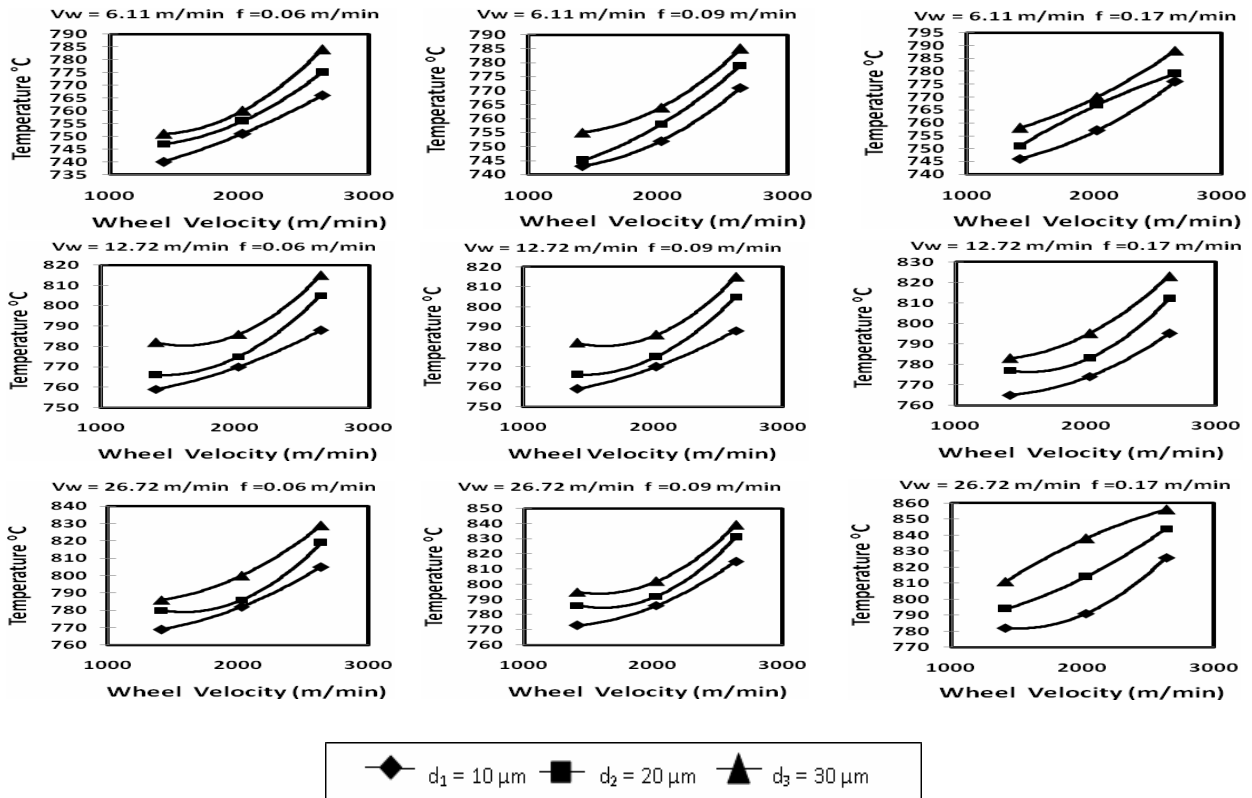 Vw = 6.11 m/min f =0.06 m/min
Temperature ⁰C
790
785
780
775
770
765
760
755
750
745
740
735
1000 2000 3000
Wheel Velocity (m/min)
Vw = 6.11 m/min f =0.09 m/min
Temperature ⁰C
790
785
780
775
770
765
760
755
750
745
740
1000 2000 3000
Wheel Velocity (m/min)
Vw = 6.11 m/min f =0.17 m/min
Temperature ⁰C
795
790
785
780
775
770
765
760
755
750
745
740
1000 2000 3000
Wheel Velocity (m/min)
Vw = 12.72 m/min f =0.06 m/min
Temperature ⁰C
820
810
800
790
780
770
760
750
1000 2000 3000
Wheel Velocity (m/min)
Vw = 12.72 m/min f =0.09 m/min
Temperature ⁰C
820
810
800
790
780
770
760
750
1000 2000 3000
Wheel Velocity (m/min)
Vw = 12.72 m/min f =0.17 m/min
Temperature ⁰C
830
820
810
800
790
780
770
760
1000 2000 3000
Wheel Velocity (m/min)
Vw = 26.72 m/min f =0.06 m/min
Temperature ⁰C
840
830
820
810
800
790
780
770
760
1000 2000 3000
Wheel Velocity (m/min)
Vw = 26.72 m/min f =0.09 m/min
Temperature ⁰C
850
840
830
820
810
800
790
780
770
760
1000 2000 3000
Wheel Velocity (m/min)
Vw = 26.72 m/min f =0.17 m/min
Temperature ⁰C
860
850
840
830
820
810
800
790
780
770
1000 2000 3000
Wheel Velocity (m/min)
d₁ = 10 μm d₂ = 20 μm d₃ = 30 μm